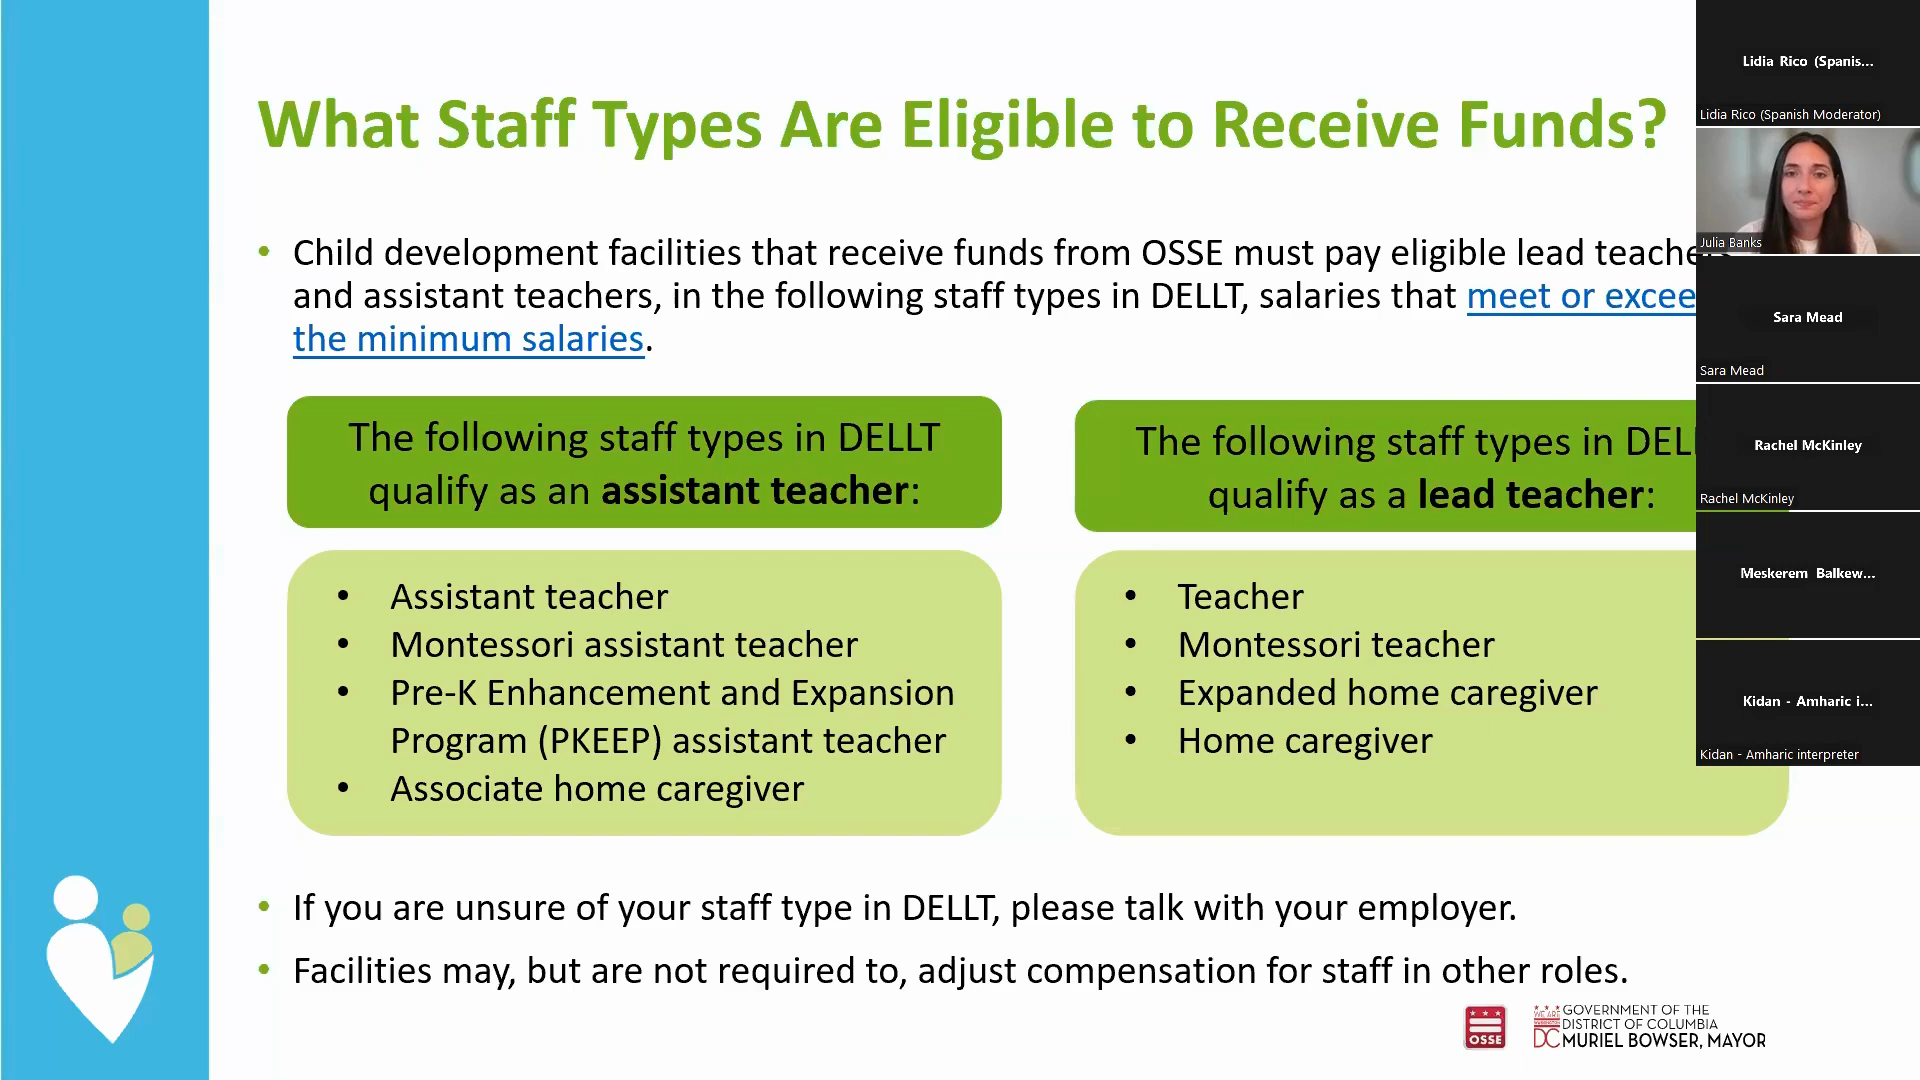 What Staff Types Are Eligible to Receive Funds?
• Child development facilities that receive funds from OSSE must pay eligible lead teachers
and assistant teachers, in the following staff types in DELLT, salaries that meet or excee
the minimum salaries.
The following staff types in DELLT
qualify as an assistant teacher:
• Assistant teacher
• Montessori assistant teacher
• Pre-K Enhancement and Expansion
Program (PKEEP) assistant teacher
• Associate home caregiver
The following staff types in DEL
qualify as a lead teacher:
• Teacher
• Montessori teacher
• Expanded home caregiver
• Home caregiver
• If you are unsure of your staff type in DELLT, please talk with your employer.
• Facilities may, but are not required to, adjust compensation for staff in other roles.
OSSE
WE ARE
WASHINGTON
DC
GOVERNMENT OF THE
DISTRICT OF COLUMBIA
MURIEL BOWSER, MAYOR
Lidia Rico (Spanis...
Lidia Rico (Spanish Moderator)
Julia Banks
Sara Mead
Sara Mead
Rachel McKinley
Rachel McKinley
Meskerem Balkew...
Kidan - Amharic i...
Kidan - Amharic interpreter